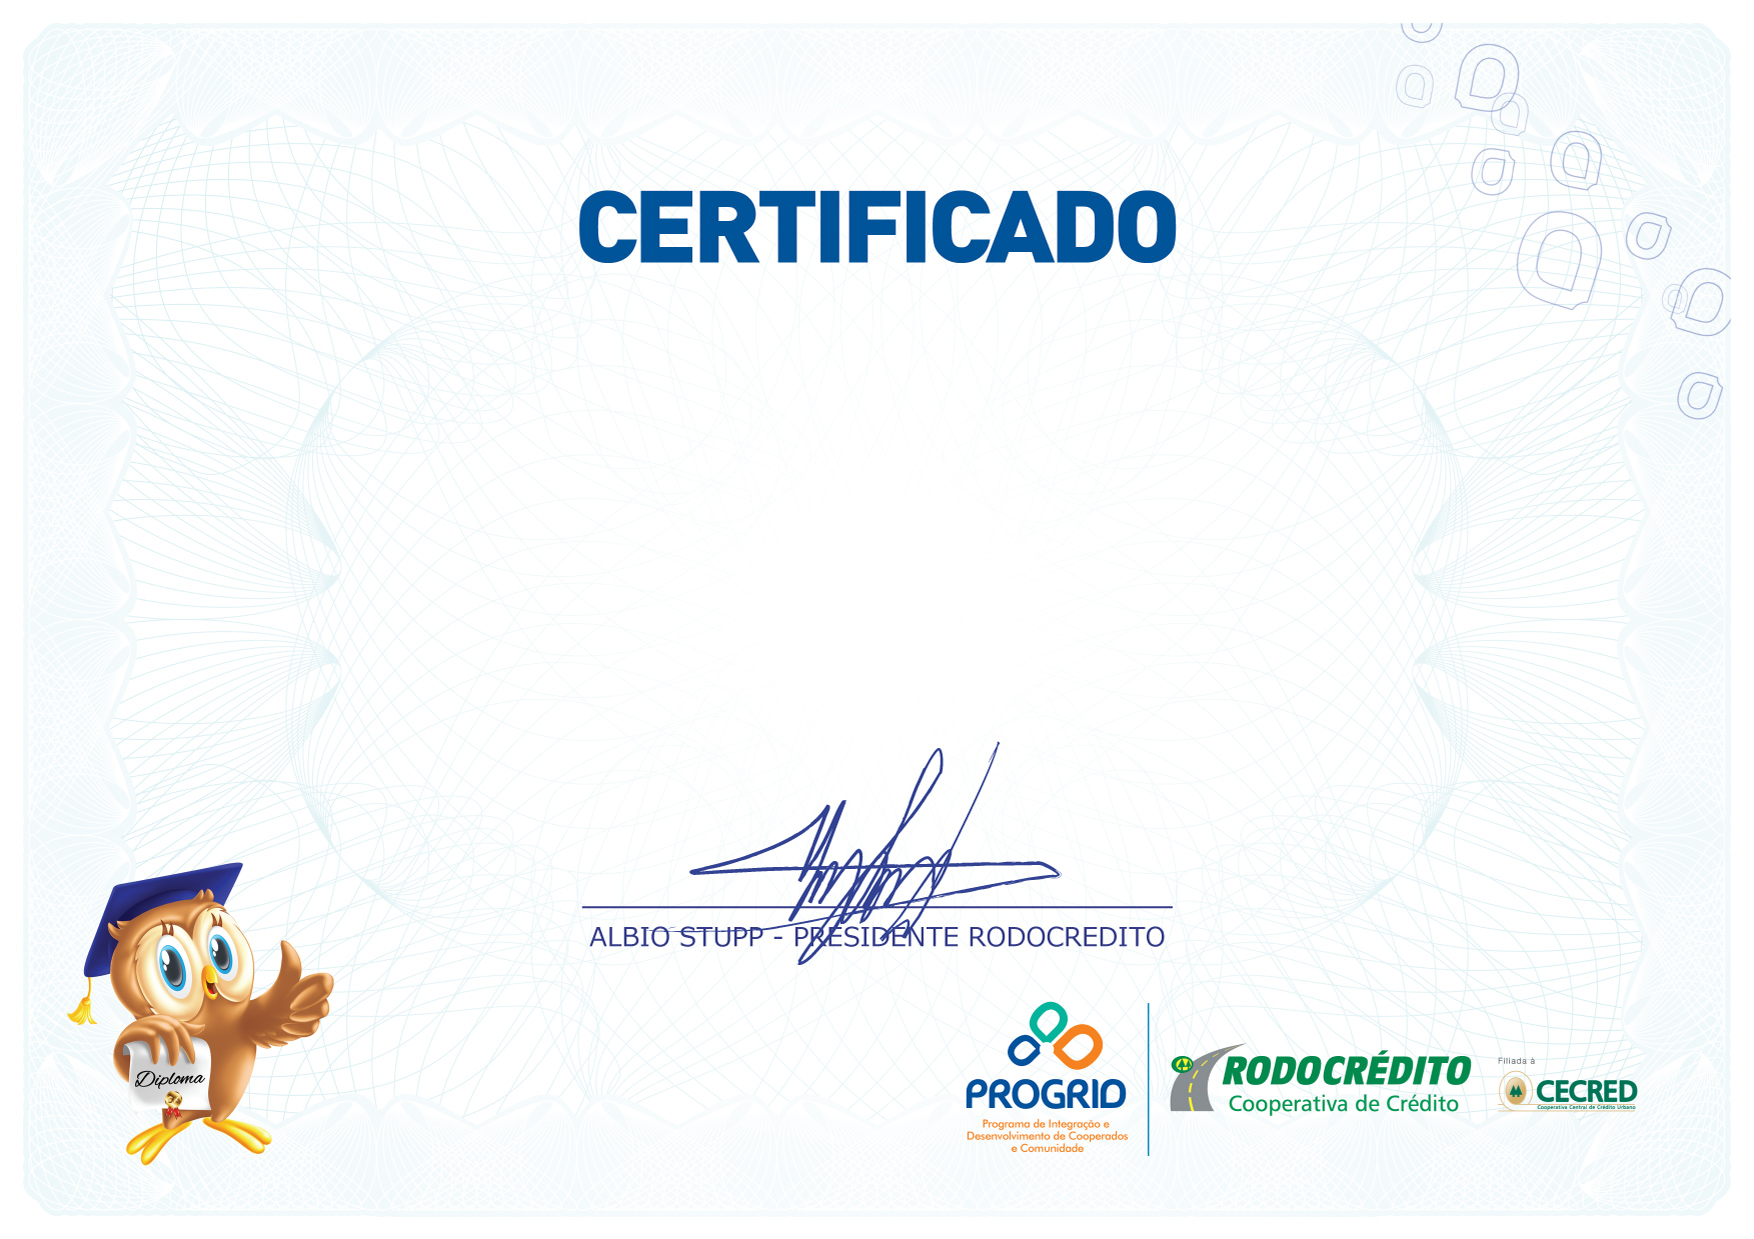 CERTIFICADO
ALBIO STUPP - PRESIDENTE RODOCREDITO
Diploma
PROGRID
Programa de Integração e
Desenvolvimento de Cooperados
e Comunidade
RODOCRÉDITO
Cooperativa de Crédito
Filiada à
CECRED
Cooperativa Central de Crédito Urbano